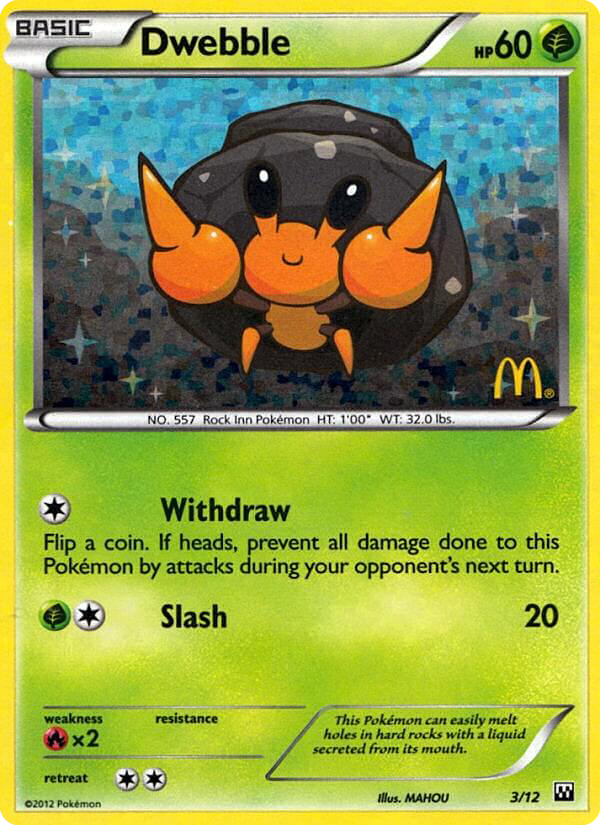 BASIC
Dwebble
HP60
M®
NO. 557 Rock Inn Pokémon HT: 1'00" WT: 32.0 lbs.
Withdraw
Flip a coin. If heads, prevent all damage done to this
Pokémon by attacks during your opponent's next turn.
Slash 20
weakness resistance
×2
retreat
This Pokémon can easily melt
holes in hard rocks with a liquid
secreted from its mouth.
©2012 Pokémon
Illus. MAHOU 3/12